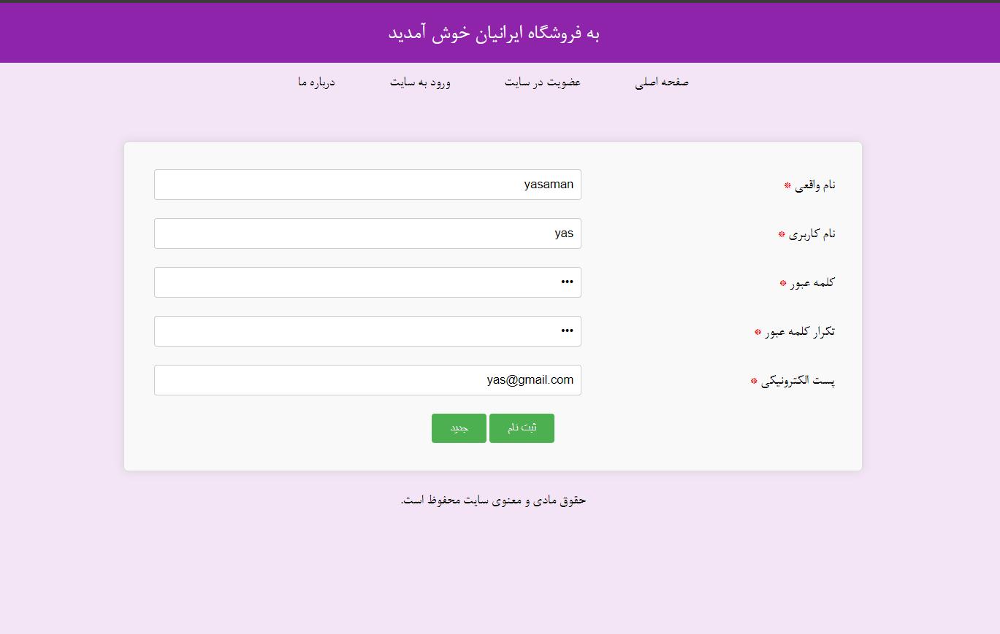 به فروشگاه ایرانیان خوش آمدید
صفحه اصلی عضویت در سایت ورود به سایت درباره ما
نام واقعی * yasaman
نام کاربری * yas
کلمه عبور * •••
تکرار کلمه عبور * •••
پست الکترونیکی * yas@gmail.com
ثبت نام جدید
حقوق مادی و معنوی سایت محفوظ است.